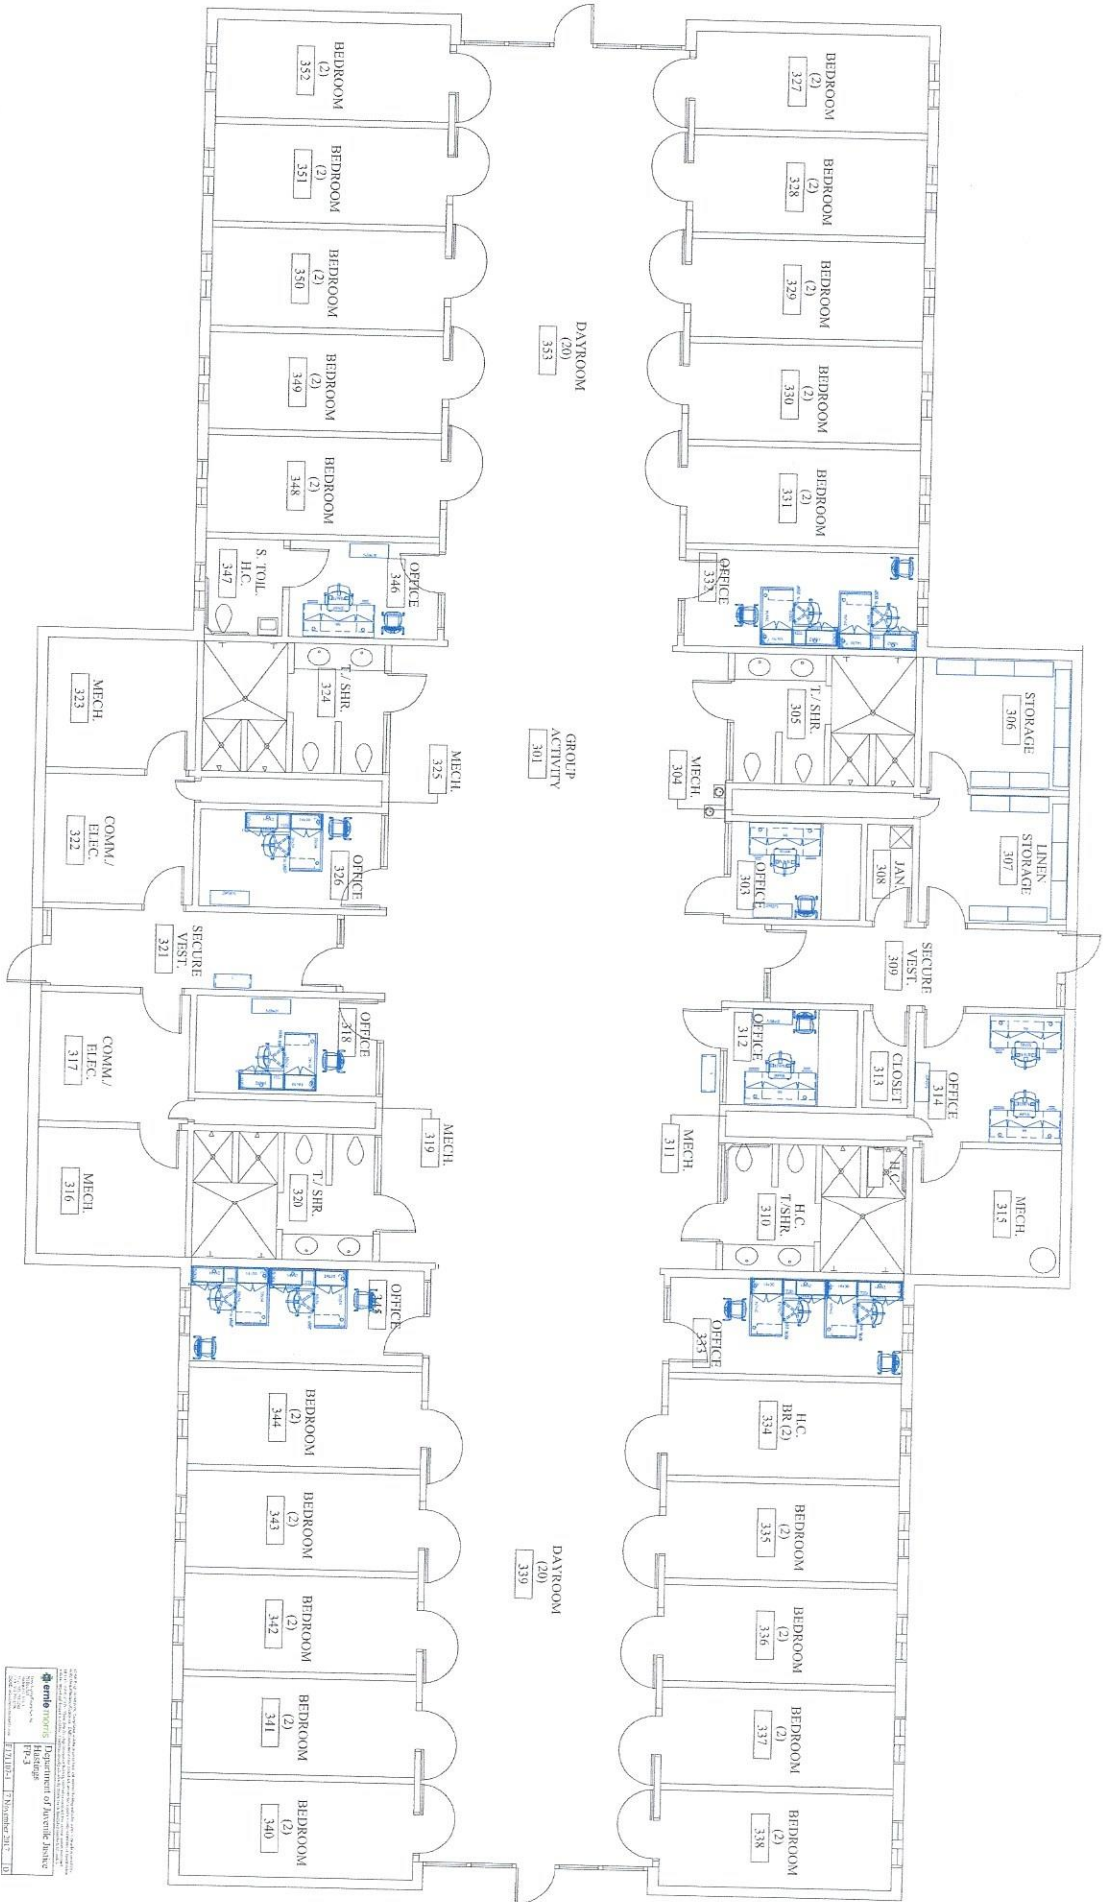 BEDROOM
(2)
352
BEDROOM
(2)
351
BEDROOM
(2)
350
BEDROOM
(2)
349
BEDROOM
(2)
348
S. TOIL.
H.C.
347
OFFICE
346
DAYROOM
(20)
353
BEDROOM
(2)
327
BEDROOM
(2)
328
BEDROOM
(2)
329
BEDROOM
(2)
330
BEDROOM
(2)
331
OFFICE
332
MECH.
323
T./ SHR.
324
MECH.
325
COMM./
ELEC.
322
OFFICE
326
SECURE
VEST.
321
GROUP
ACTIVITY
301
MECH.
304
T./ SHR.
305
STORAGE
306
LINEN
STORAGE
307
JAN.
308
OFFICE
303
SECURE
VEST.
309
OFFICE
312
CLOSET
313
OFFICE
314
MECH.
311
H.C.
T./SHR.
310
H.C.
MECH.
315
COMM./
ELEC.
317
OFFICE
318
MECH.
319
MECH.
316
T./ SHR.
320
OFFICE
345
OFFICE
333
BEDROOM
(2)
344
BEDROOM
(2)
343
BEDROOM
(2)
342
BEDROOM
(2)
341
BEDROOM
(2)
340
DAYROOM
(20)
339
H.C.
BR (2)
334
BEDROOM
(2)
335
BEDROOM
(2)
336
BEDROOM
(2)
337
BEDROOM
(2)
338
ernie morris
Department of Juvenile Justice
Hastings
FP-3
7 November 2017